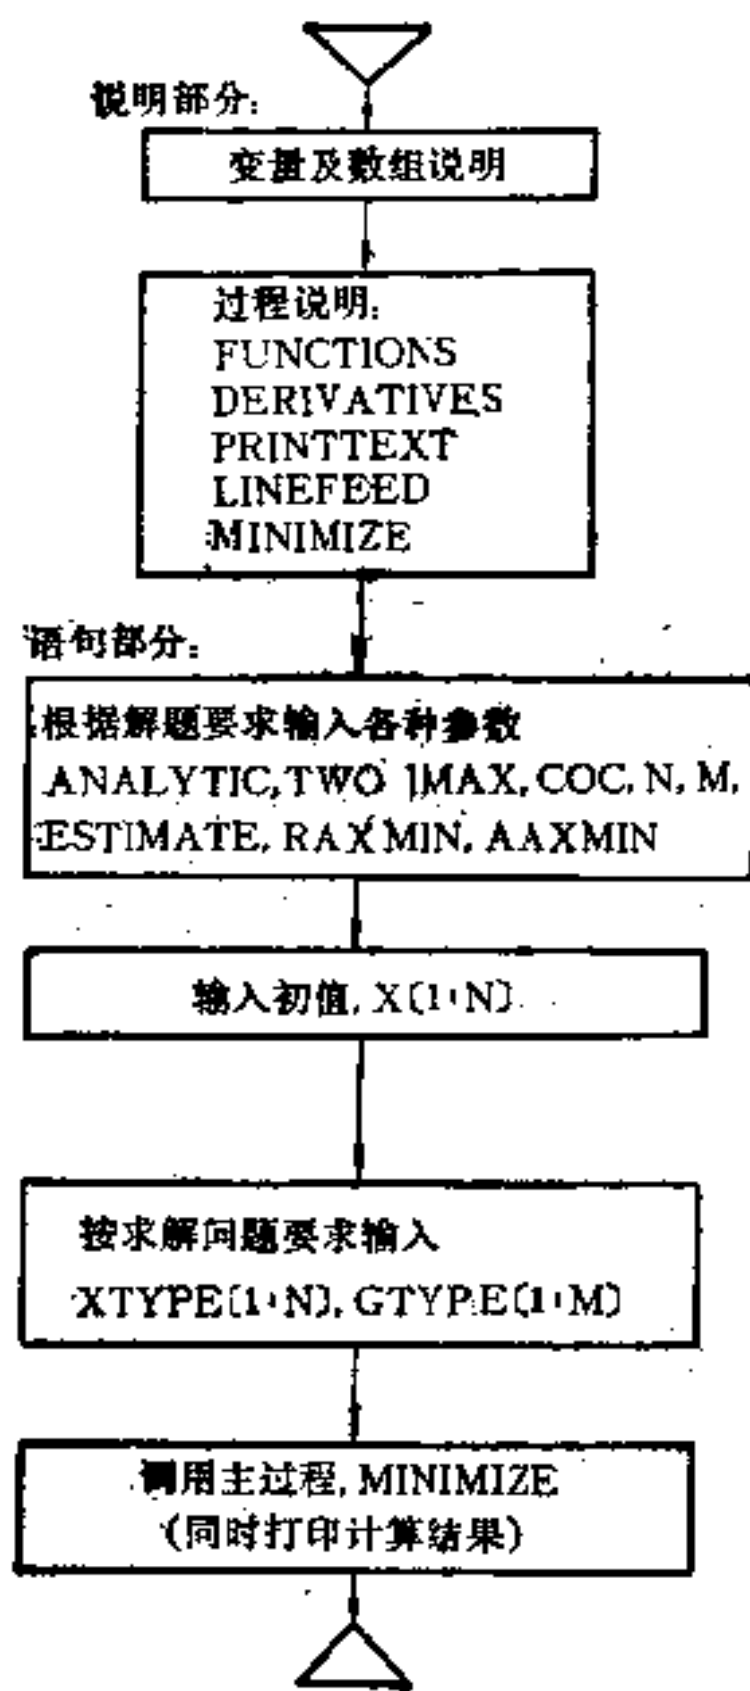 说明部分:
变量及数组说明
过程说明:
FUNCTIONS
DERIVATIVES
PRINTTEXT
LINEFEED
MINIMIZE
语句部分:
根据解题要求输入各种参数
ANALYTIC, TWO IMAX, COC, N, M,
ESTIMATE, RAXMIN, AAXMIN
输入初值, X(1:N)
按求解问题要求输入
XTYPE(1:N), GTYPE(1:M)
调用主过程, MINIMIZE
(同时打印计算结果)